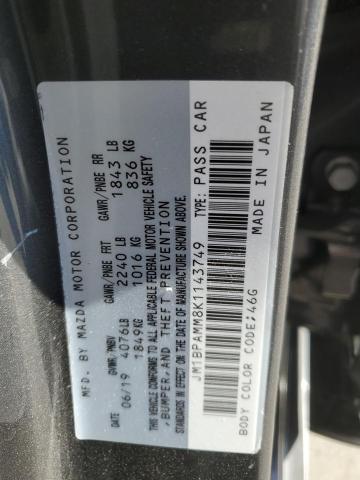 MFD. BY MAZDA MOTOR CORPORATION
GVWR/PNBV GAWR/PNBE FRT GAWR/PNBE RR
06/19 4076LB 2240 LB 1843 LB
1849KG 1016 KG 836 KG
THIS VEHICLE CONFORMS TO ALL APPLICABLE FEDERAL MOTOR VEHICLE SAFETY
STANDARDS IN EFFECT ON THE DATE OF MANUFACTURE SHOWN ABOVE.
BUMPER, AND THEFT PREVENTION
JM1BPAMM8K1143749 TYPE: PASS CAR
BODY COLOR CODE:46G MADE IN JAPAN